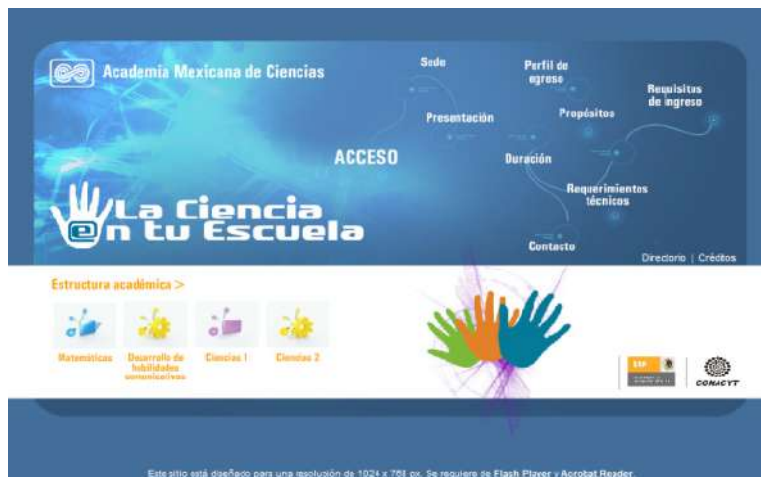 Academia Mexicana de Ciencias
Sede
Perfil de
egreso
Requisitas
de ingreso
Presentación
Propósitos
ACCESO
Duración
Requerimientos
técnicos
La Ciencia
en tu Escuela
Contacto
Directorio | Créditos
Estructura académica >
Matemáticas
Desarrollo de
habilidades
comunicativas
Ciencias 1
Ciencias 2
SEP
CONACYT
Este sitio está diseñado para una resolución de 1024 x 768 px. Se requiere de Flash Player y Acrobat Reader.